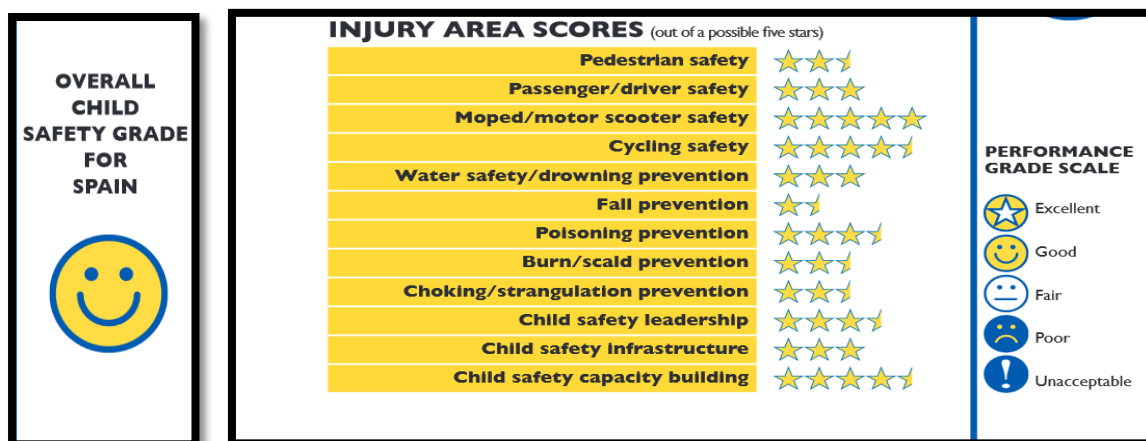 OVERALL
CHILD
SAFETY GRADE
FOR
SPAIN
INJURY AREA SCORES (out of a possible five stars)
Pedestrian safety
Passenger/driver safety
Moped/motor scooter safety
Cycling safety
Water safety/drowning prevention
Fall prevention
Poisoning prevention
Burn/scald prevention
Choking/strangulation prevention
Child safety leadership
Child safety infrastructure
Child safety capacity building
PERFORMANCE
GRADE SCALE
Excellent
Good
Fair
Poor
Unacceptable